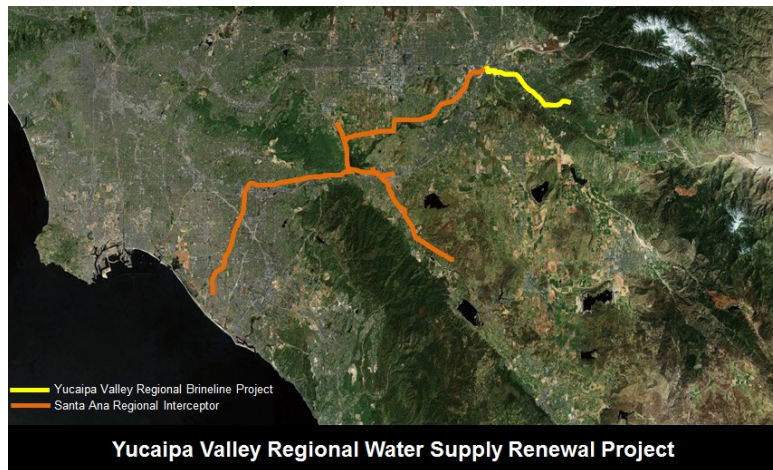 Yucaipa Valley Regional Brineline Project
Santa Ana Regional Interceptor
Yucaipa Valley Regional Water Supply Renewal Project